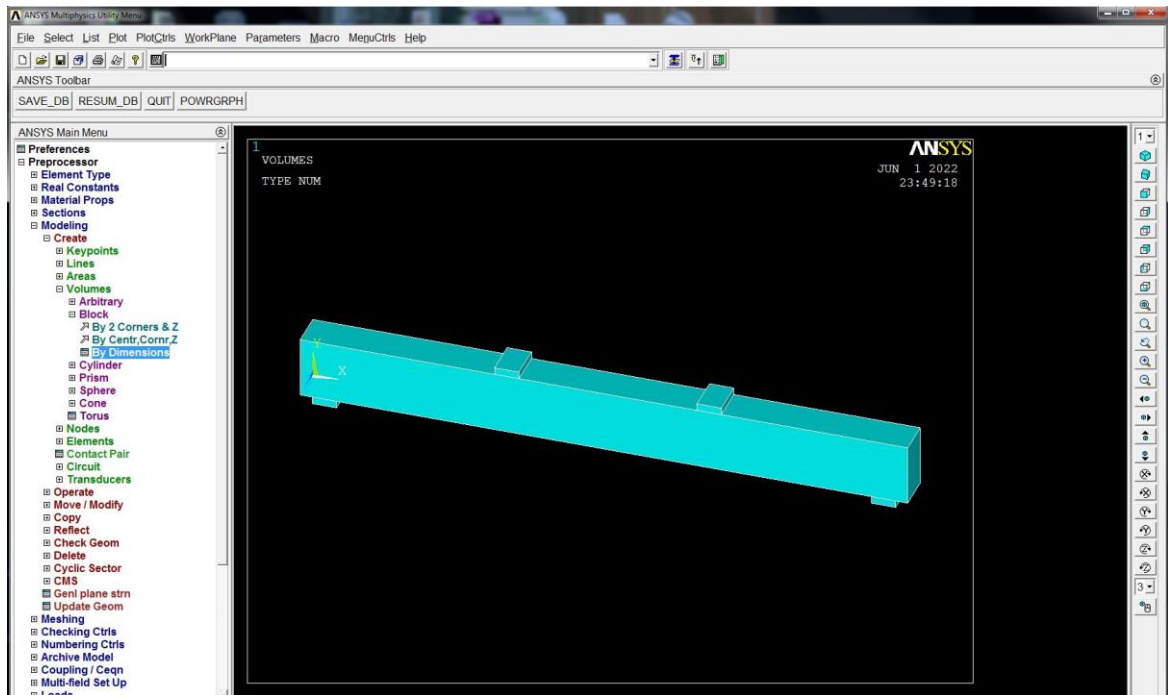 ANSYS Multiphysics Utility Menu
File Select List Plot PlotCtrls WorkPlane Parameters Macro MenuCtrls Help
ANSYS Toolbar
SAVE_DB RESUM_DB QUIT POWRGRPH
ANSYS Main Menu
Preferences
Preprocessor
Element Type
Real Constants
Material Props
Sections
Modeling
Create
Keypoints
Lines
Areas
Volumes
Arbitrary
Block
By 2 Corners & Z
By Centr,Cornr,Z
By Dimensions
Cylinder
Prism
Sphere
Cone
Torus
Nodes
Elements
Contact Pair
Circuit
Transducers
Operate
Move / Modify
Copy
Reflect
Check Geom
Delete
Cyclic Sector
CMS
Genl plane strn
Update Geom
Meshing
Checking Ctrls
Numbering Ctrls
Archive Model
Coupling / Ceqn
Multi-field Set Up
Loads
1
VOLUMES
TYPE NUM
ANSYS
JUN 1 2022
23:49:18
Y
X
1
3